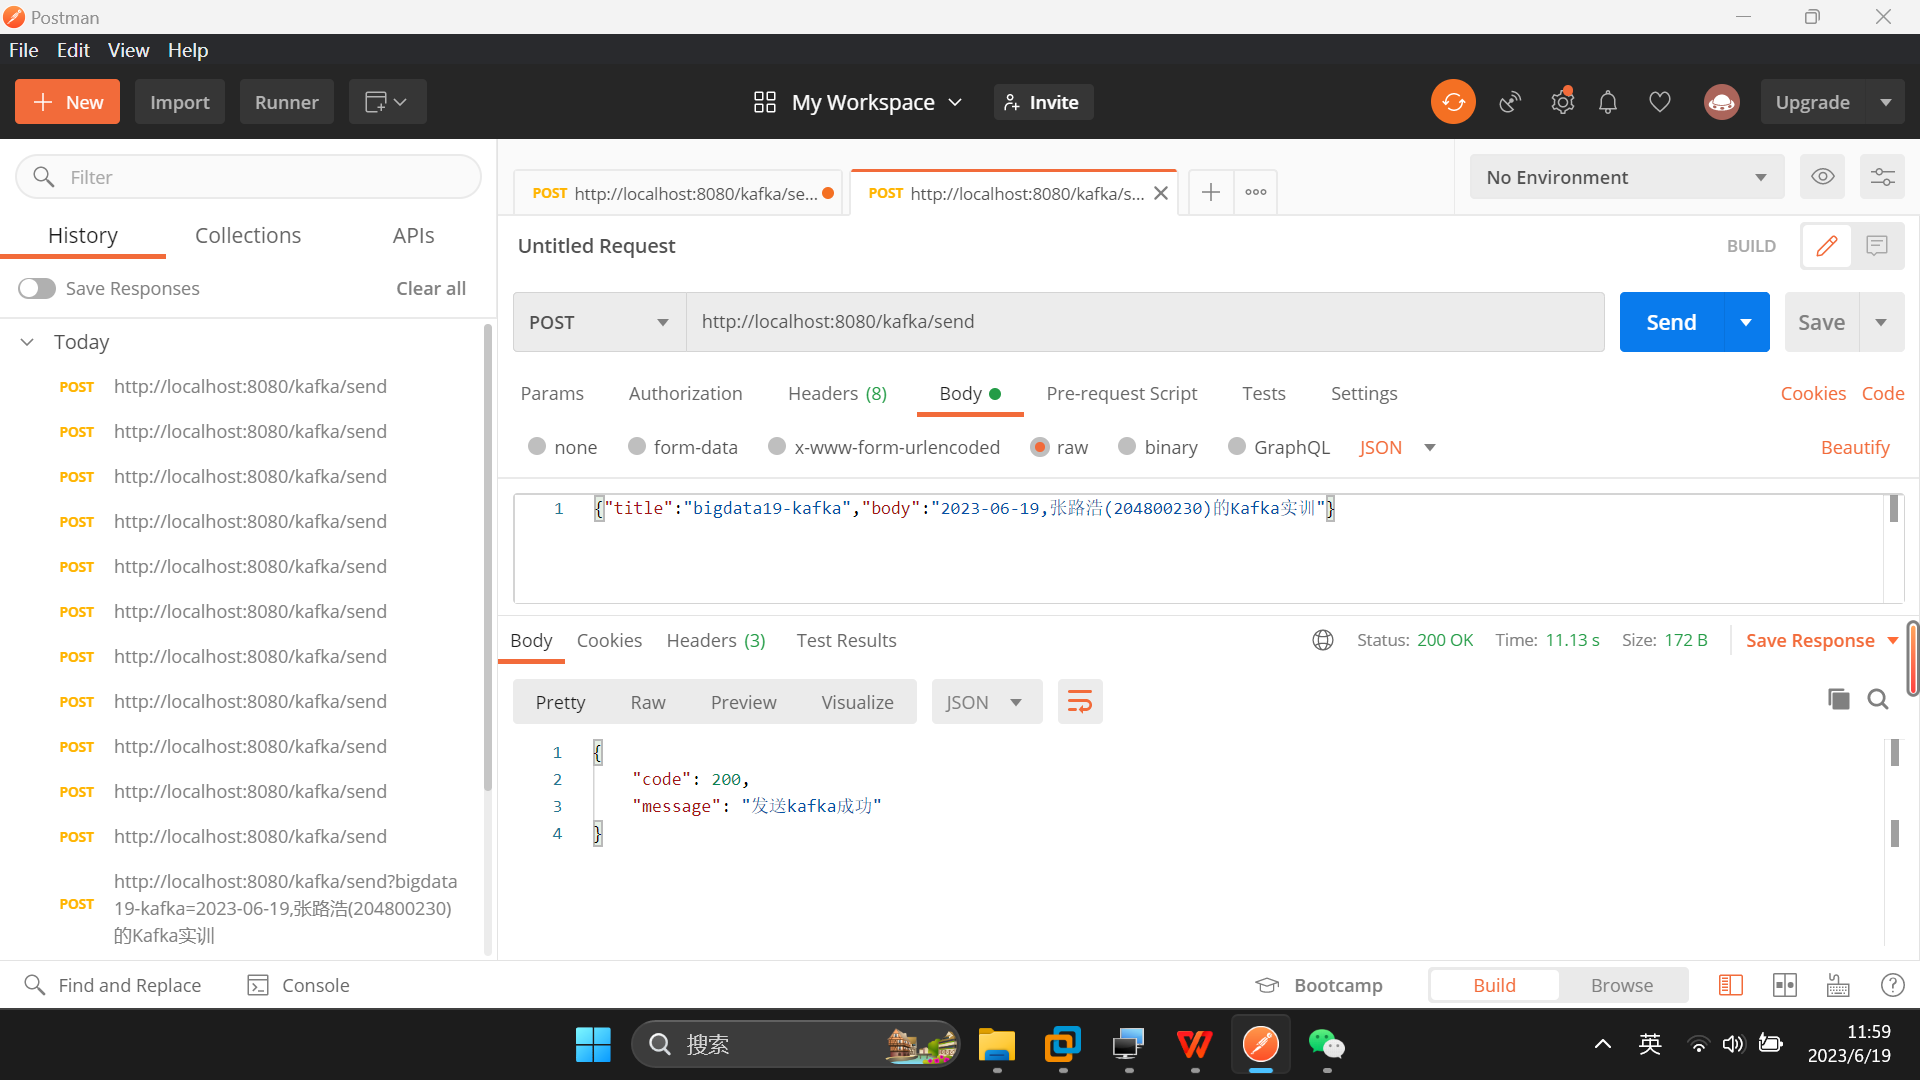 Postman
File Edit View Help
New Import Runner My Workspace Invite Upgrade
Filter
History Collections APIs
Save Responses Clear all
Today
POST http://localhost:8080/kafka/send
POST http://localhost:8080/kafka/send
POST http://localhost:8080/kafka/send
POST http://localhost:8080/kafka/send
POST http://localhost:8080/kafka/send
POST http://localhost:8080/kafka/send
POST http://localhost:8080/kafka/send
POST http://localhost:8080/kafka/send
POST http://localhost:8080/kafka/send
POST http://localhost:8080/kafka/send
POST http://localhost:8080/kafka/send
POST http://localhost:8080/kafka/send?bigdata
19-kafka=2023-06-19,张路浩(204800230)
的Kafka实训
POST http://localhost:8080/kafka/se... POST http://localhost:8080/kafka/s... No Environment
Untitled Request BUILD
POST http://localhost:8080/kafka/send Send Save
Params Authorization Headers (8) Body Pre-request Script Tests Settings Cookies Code
none form-data x-www-form-urlencoded raw binary GraphQL JSON Beautify
1 {"title":"bigdata19-kafka","body":"2023-06-19,张路浩(204800230)的Kafka实训"}
Body Cookies Headers (3) Test Results Status: 200 OK Time: 11.13 s Size: 172 B Save Response
Pretty Raw Preview Visualize JSON
1 {
2 "code": 200,
3 "message": "发送kafka成功"
4 }
Find and Replace Console Bootcamp Build Browse
搜索 英 11:59
2023/6/19